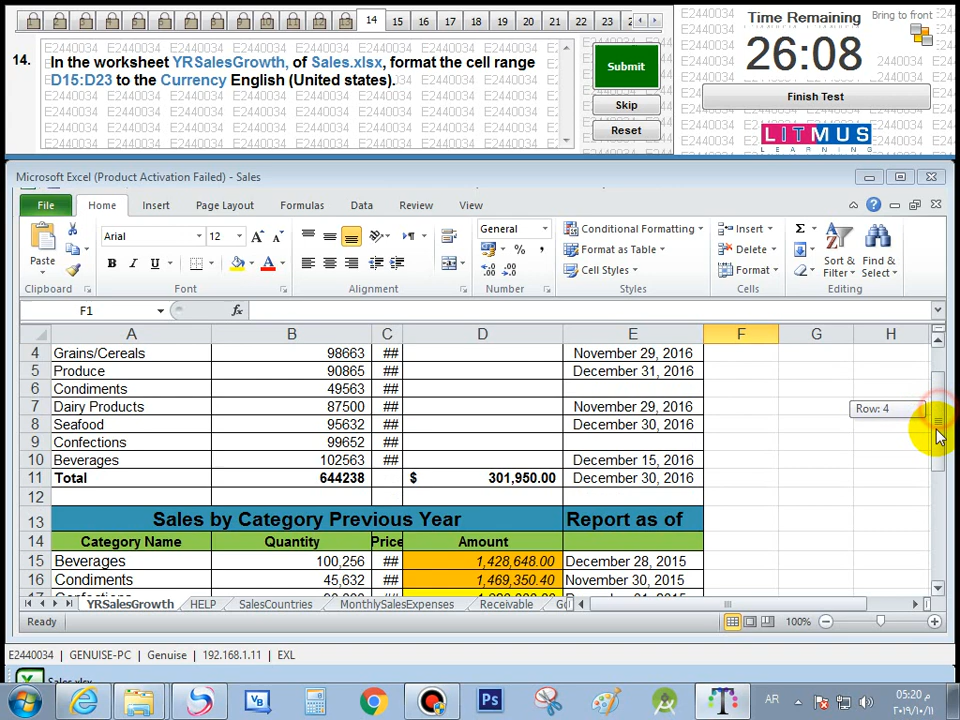 14 15 16 17 18 19 20 21 22 23
14. In the worksheet YRSalesGrowth, of Sales.xlsx, format the cell range
D15:D23 to the Currency English (United states).
Submit
Skip
Reset
Time Remaining
Bring to front
26:08
Finish Test
LITMUS
LEARNING
Microsoft Excel (Product Activation Failed) - Sales
File Home Insert Page Layout Formulas Data Review View
Arial 12 General
Conditional Formatting Insert
Format as Table Delete
Cell Styles Format
Paste B I U
Sort & Filter Find & Select
Clipboard Font Alignment Number Styles Cells Editing
F1 fx
A B C D E F G H
4 Grains/Cereals 98663 ## November 29, 2016
5 Produce 90865 ## December 31, 2016
6 Condiments 49563 ##
7 Dairy Products 87500 ## November 29, 2016
8 Seafood 95632 ## December 30, 2016
9 Confections 99652 ##
10 Beverages 102563 ## December 15, 2016
11 Total 644238 $ 301,950.00 December 30, 2016
12
13 Sales by Category Previous Year Report as of
14 Category Name Quantity Price Amount
15 Beverages 100,256 ## 1,428,648.00 December 28, 2015
16 Condiments 45,632 ## 1,469,350.40 November 30, 2015
Row: 4
YRSalesGrowth HELP SalesCountries MonthlySalesExpenses Receivable
Ready 100%
E2440034 | GENUISE-PC | Genuise | 192.168.1.11 | EXL
Sales.xlsx
AR
05:20 م
٢٠١٩/١٠/١١